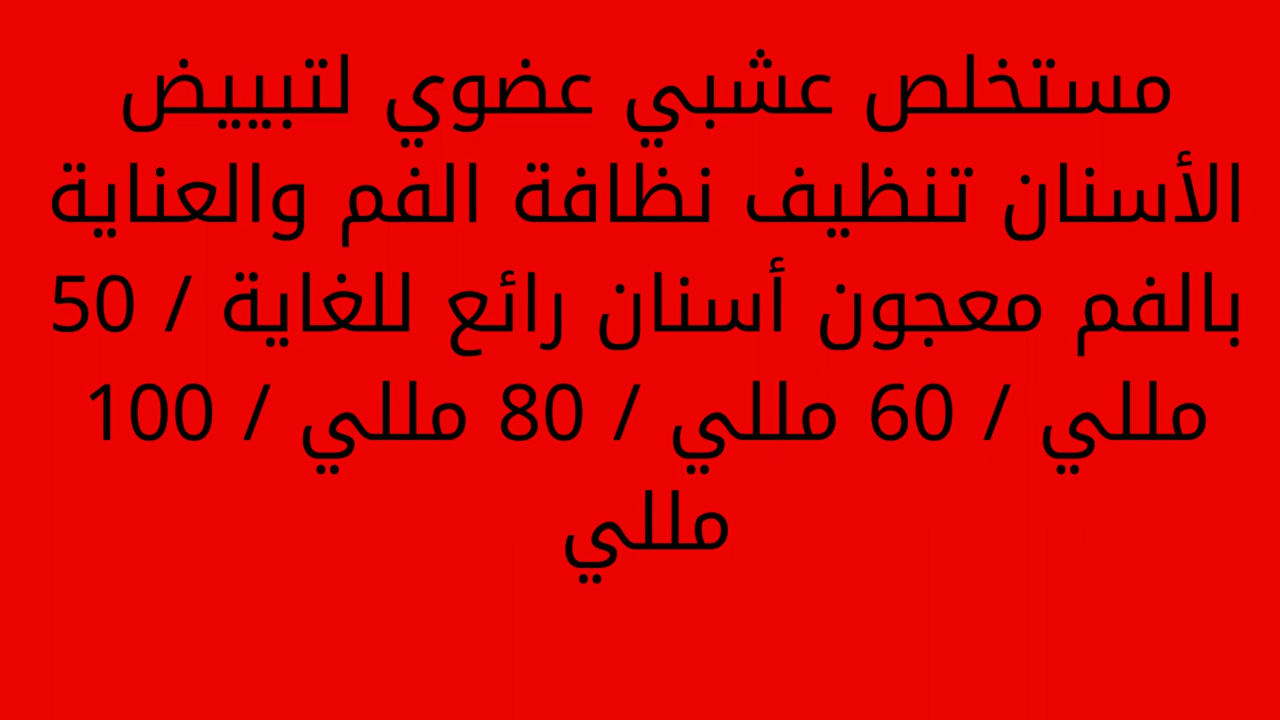 مستخلص عشبي عضوي لتبييض
الأسنان تنظيف نظافة الفم والعناية
بالفم معجون أسنان رائع للغاية / 50
مللي / 60 مللي / 80 مللي / 100
مللي